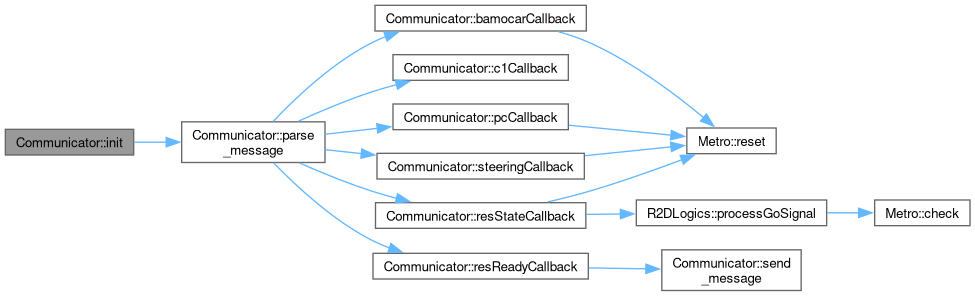 Communicator::init
Communicator::parse
_message
Communicator::bamocarCallback
Communicator::c1Callback
Communicator::pcCallback
Communicator::steeringCallback
Communicator::resStateCallback
Communicator::resReadyCallback
Metro::reset
R2DLogics::processGoSignal
Communicator::send
_message
Metro::check